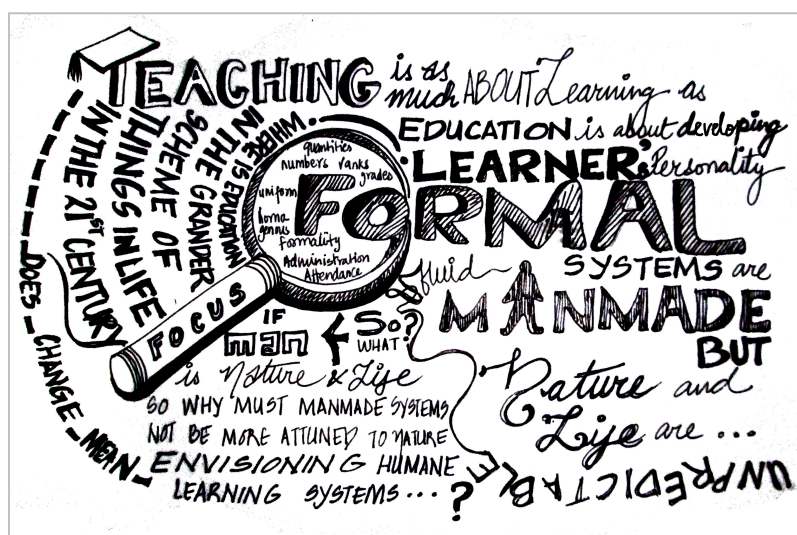 TEACHING is as
much ABOUT Learning as
EDUCATION is about developing
LEARNER's Personality
FORMAL
SYSTEMS are
MANMADE
BUT
Nature and
Life are ...
UNPREDICTABLE
fluid
quantities
numbers ranks
grades
uniform
homo
genous
formality
Administration
Attendance
FOCUS
WHERE IS EDUCATION
IN THE GRANDER
SCHEME OF
THINGS IN LIFE
IN THE 21ST CENTURY
DOES - CHANGE - MEAN -
So?
WHAT?
IF
man
is Nature & Life
SO WHY MUST MANMADE SYSTEMS
NOT BE MORE ATTUNED TO NATURE
ENVISIONING HUMANE
LEARNING SYSTEMS... ?